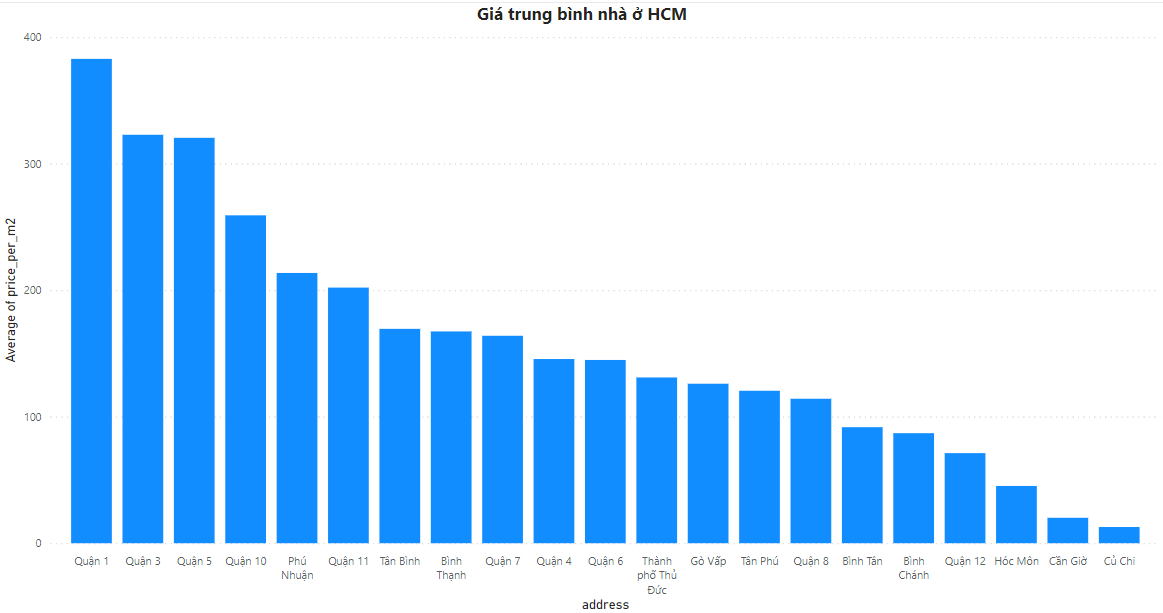 Giá trung bình nhà ở HCM
400
300
200
100
0
Average of price_per_m2
Quận 1
Quận 3
Quận 5
Quận 10
Phú
Nhuận
Quận 11
Tân Bình
Bình
Thạnh
Quận 7
Quận 4
Quận 6
Thành
phố Thủ
Đức
Gò Vấp
Tân Phú
Quận 8
Bình Tân
Bình
Chánh
Quận 12
Hóc Môn
Cần Giờ
Củ Chi
address